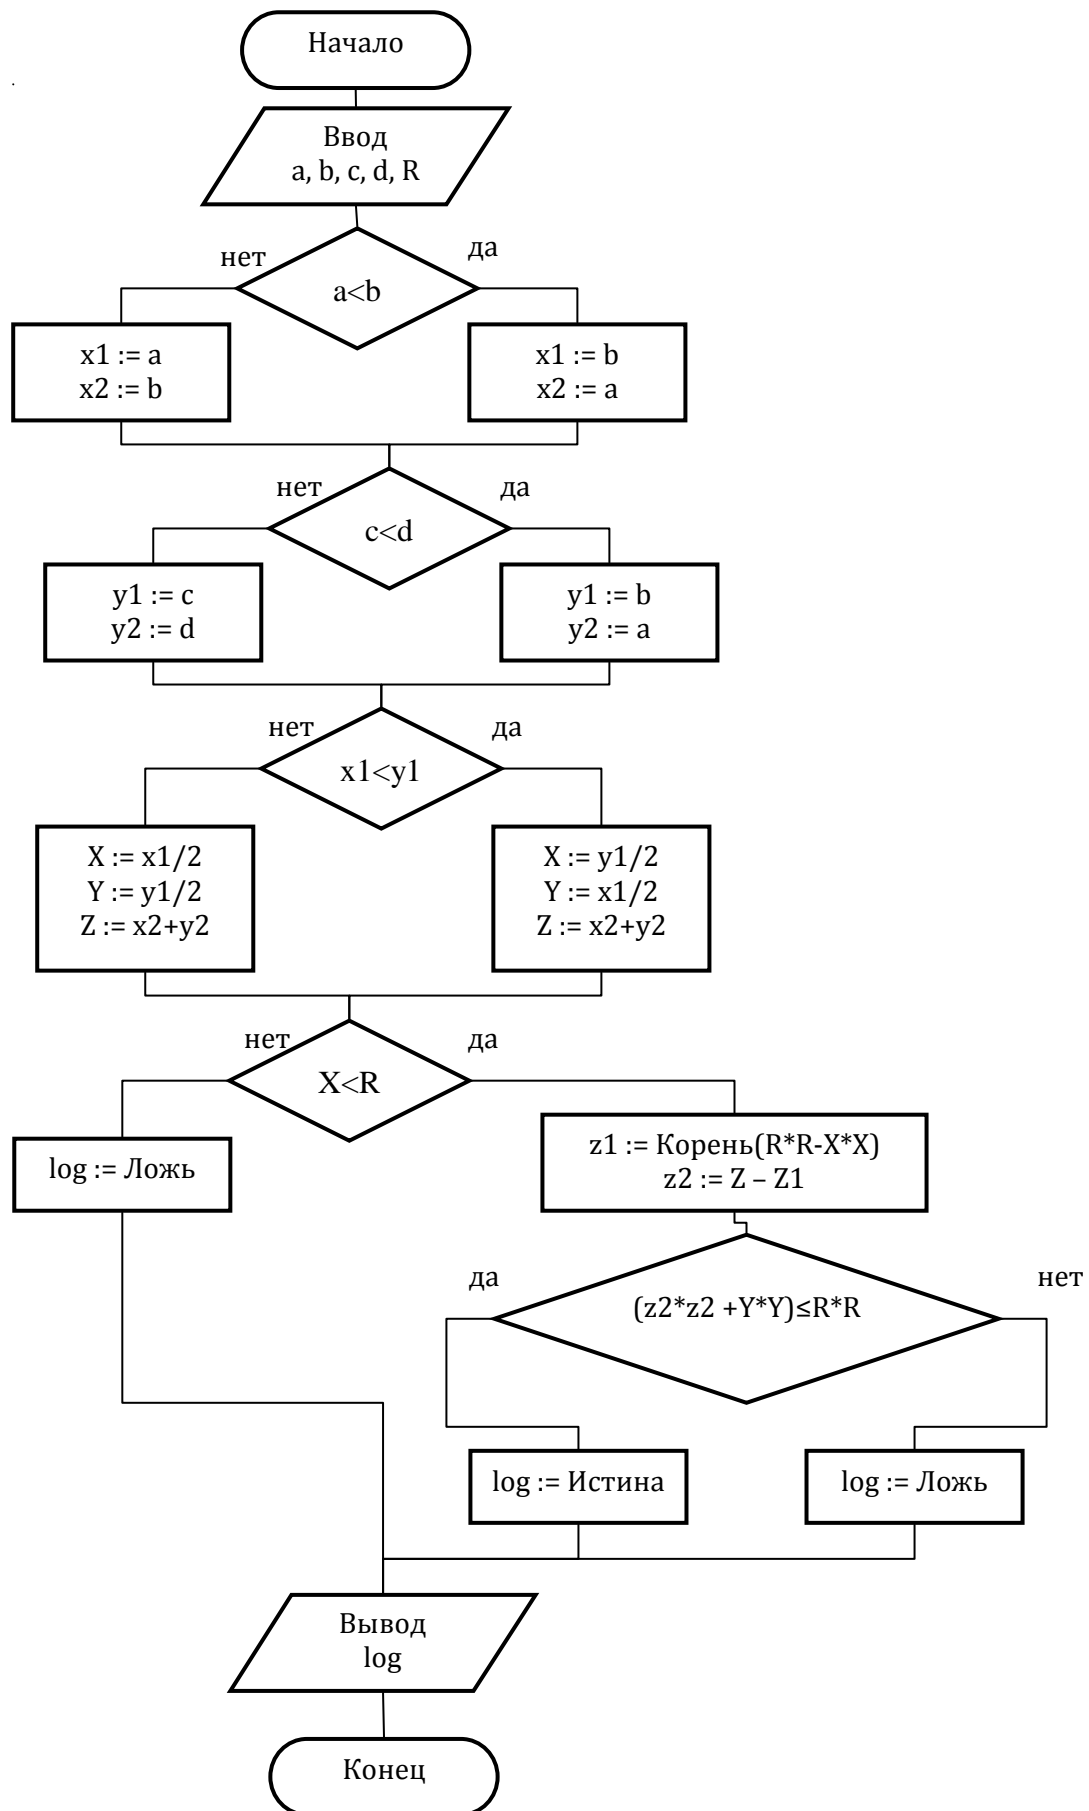 Начало
Ввод
a, b, c, d, R
нет
да
a<b
x1 := a
x2 := b
x1 := b
x2 := a
нет
да
c<d
y1 := c
y2 := d
y1 := b
y2 := a
нет
да
x1<y1
X := x1/2
Y := y1/2
Z := x2+y2
X := y1/2
Y := x1/2
Z := x2+y2
нет
да
X<R
log := Ложь
z1 := Корень(R*R-X*X)
z2 := Z – Z1
да
нет
(z2*z2 +Y*Y)≤R*R
log := Истина
log := Ложь
Вывод
log
Конец